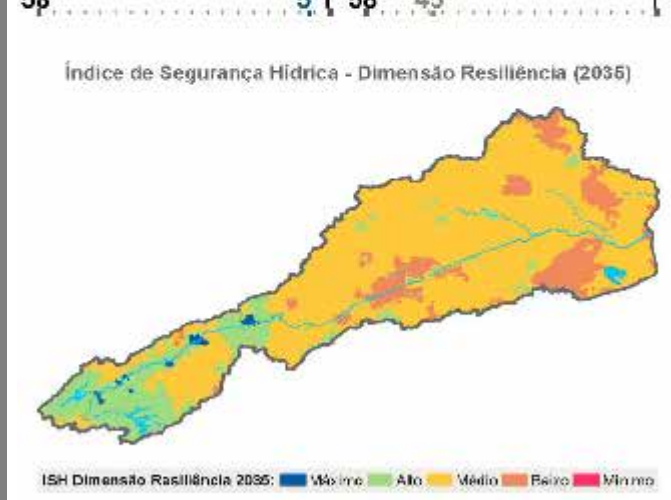 Índice de Segurança Hídrica - Dimensão Resiliência (2035)
ISH Dimensão Resiliência 2035: Máximo Alto Médio Baixo Mínimo